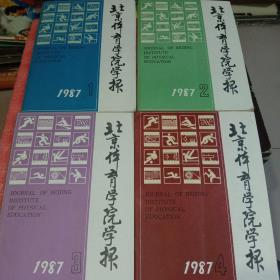 北京体育学院学报
JOURNAL OF BEIJING
INSTITUTE
OF PHYSICAL
EDUCATION
1987 1
北京体育学院学报
JOURNAL OF BEIJING
INSTITUTE
OF PHYSICAL
EDUCATION
1987 2
北京体育学院学报
JOURNAL OF BEIJING
INSTITUTE
OF PHYSICAL
EDUCATION
1987 3
北京体育学院学报
JOURNAL OF BEIJING
INSTITUTE
OF PHYSICAL
EDUCATION
1987 4